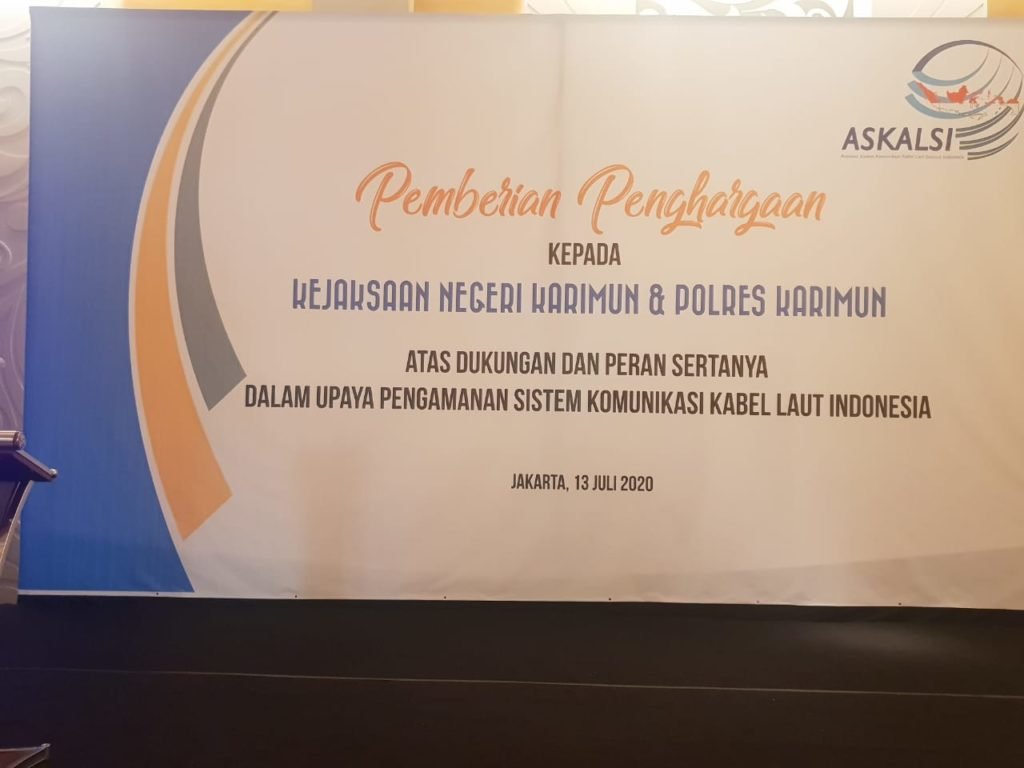 ASKALSI
Pemberian Penghargaan
KEPADA
KEJAKSAAN NEGERI KARIMUN & POLRES KARIMUN
ATAS DUKUNGAN DAN PERAN SERTANYA
DALAM UPAYA PENGAMANAN SISTEM KOMUNIKASI KABEL LAUT INDONESIA
JAKARTA, 13 JULI 2020